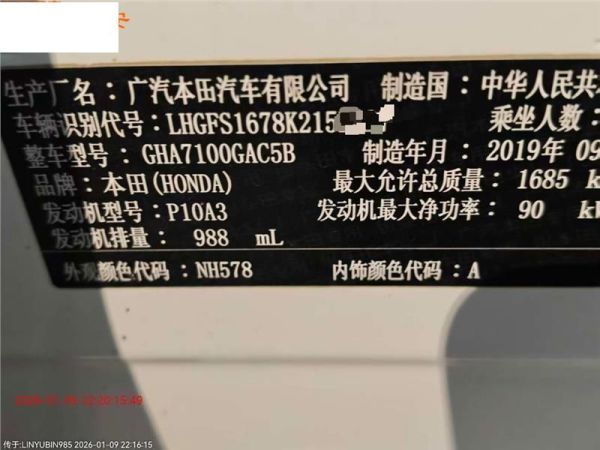 生产厂名：广汽本田汽车有限公司 制造国：中华人民共
车辆识别代号：LHGFS1678K215 乘坐人数：
整车型号：GHA7100GAC5B 制造年月：2019年 09
品牌：本田(HONDA) 最大允许总质量：1685 k
发动机型号：P10A3 发动机最大净功率：90 kW
发动机排量：988 mL
外观颜色代码：NH578 内饰颜色代码：A
传于:LINYUBIN985 2026-01-09 22:16:15